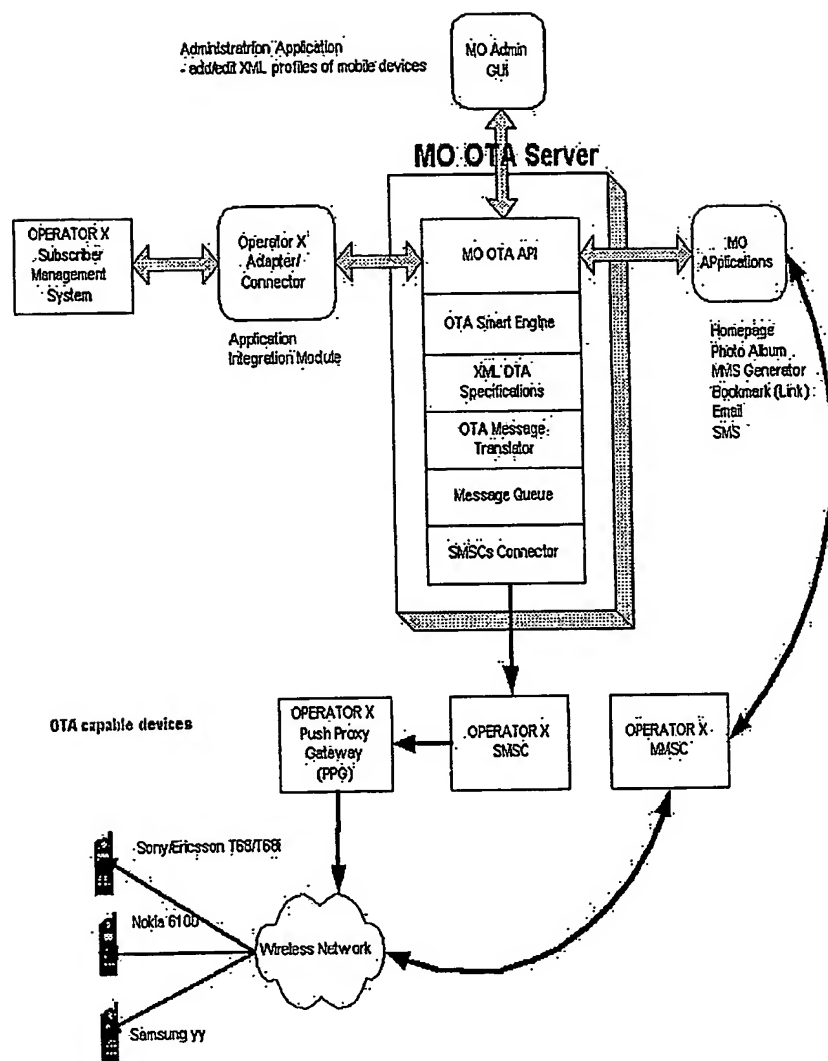 Administratrion Application
- add/edit XML profiles of mobile devices
MO Admin
GUI
MO OTA Server
OPERATOR X
Subscriber
Management
System
Operator X
Adapter/
Connector
Application
Integration Module
MO OTA API
OTA Smart Engine
XML OTA
Specifications
OTA Message
Translator
Message Queue
SMSCs Connector
MO
APplications
Homepage
Photo Album
MMS Generator
Bookmark (Link)
Email
SMS
OTA capable devices
OPERATOR X
Push Proxy
Gateway
(PPG)
OPERATOR X
SMSC
OPERATOR X
MMSC
Sony/Ericsson T68/T68i
Nokia 6100
Wireless Network
Samsung yy